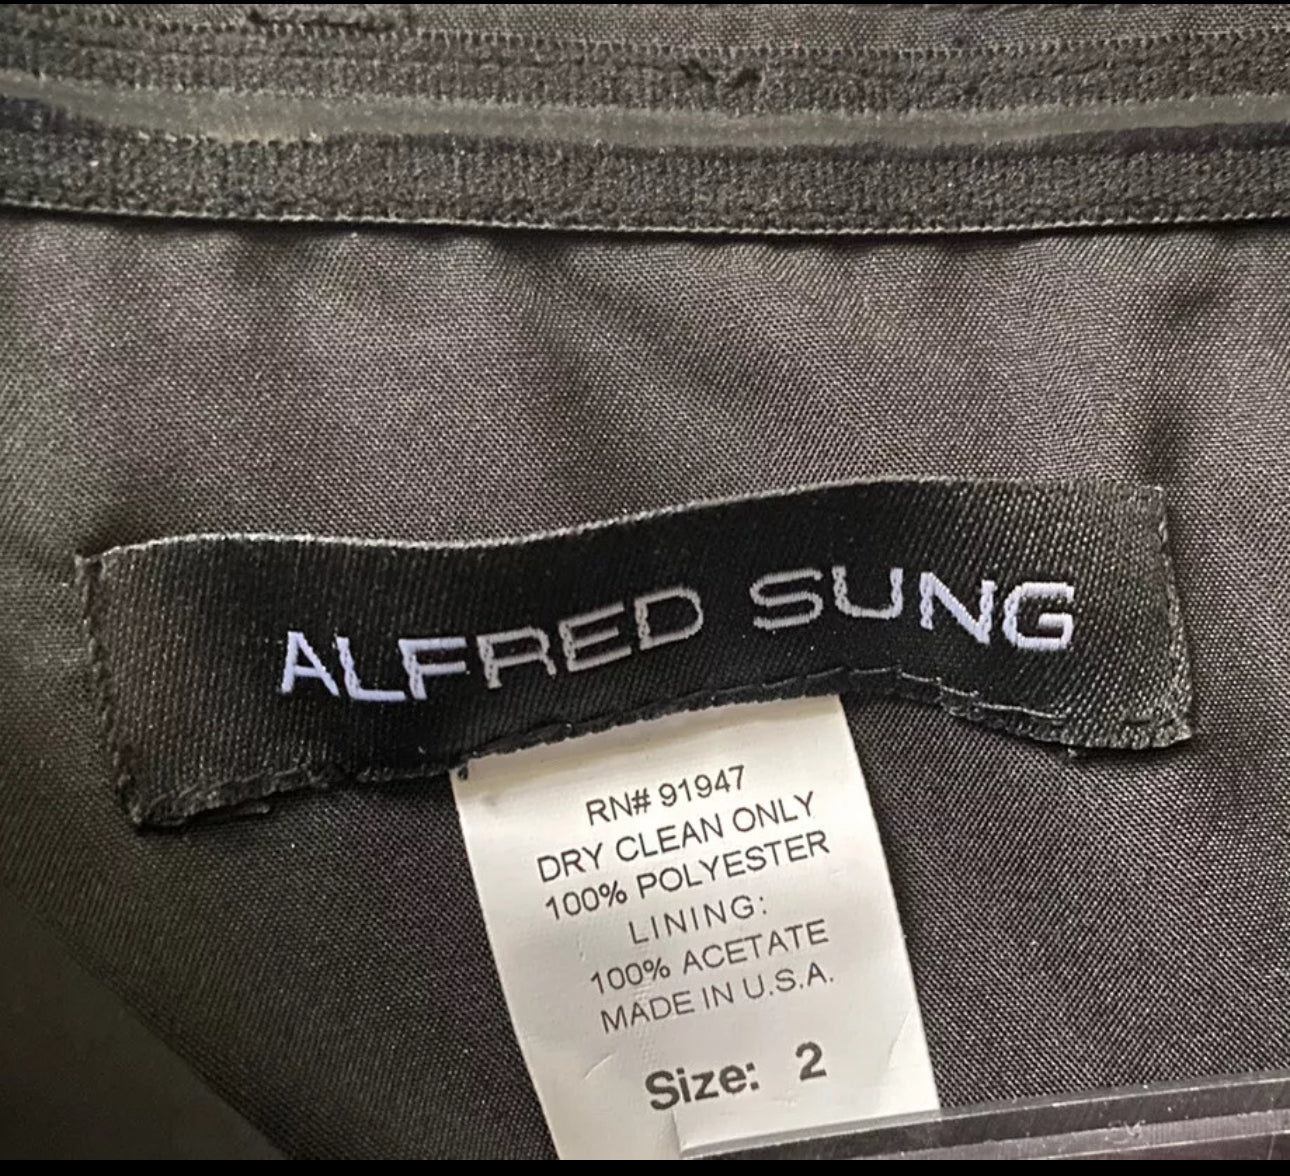 ALFRED SUNG
RN# 91947
DRY CLEAN ONLY
100% POLYESTER
LINING:
100% ACETATE
MADE IN U.S.A.
Size: 2